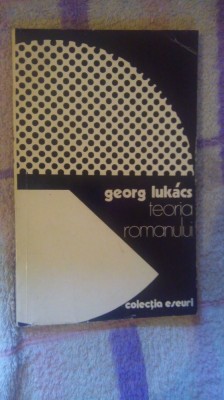 georg lukács
teoria
romanului
colecția eseuri